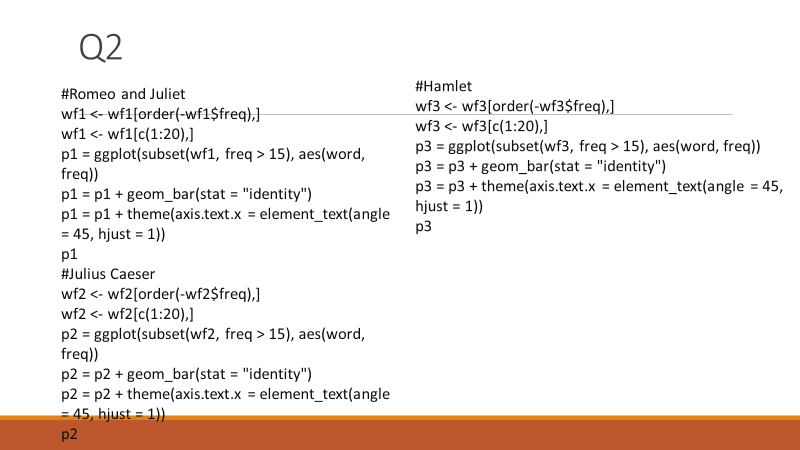 Q2
#Romeo and Juliet
wf1 <- wf1[order(-wf1$freq),]
wf1 <- wf1[c(1:20),]
p1 = ggplot(subset(wf1, freq > 15), aes(word,
freq))
p1 = p1 + geom_bar(stat = "identity")
p1 = p1 + theme(axis.text.x = element_text(angle
= 45, hjust = 1))
p1
#Julius Caeser
wf2 <- wf2[order(-wf2$freq),]
wf2 <- wf2[c(1:20),]
p2 = ggplot(subset(wf2, freq > 15), aes(word,
freq))
p2 = p2 + geom_bar(stat = "identity")
p2 = p2 + theme(axis.text.x = element_text(angle
= 45, hjust = 1))
p2
#Hamlet
wf3 <- wf3[order(-wf3$freq),]
wf3 <- wf3[c(1:20),]
p3 = ggplot(subset(wf3, freq > 15), aes(word, freq))
p3 = p3 + geom_bar(stat = "identity")
p3 = p3 + theme(axis.text.x = element_text(angle = 45,
hjust = 1))
p3